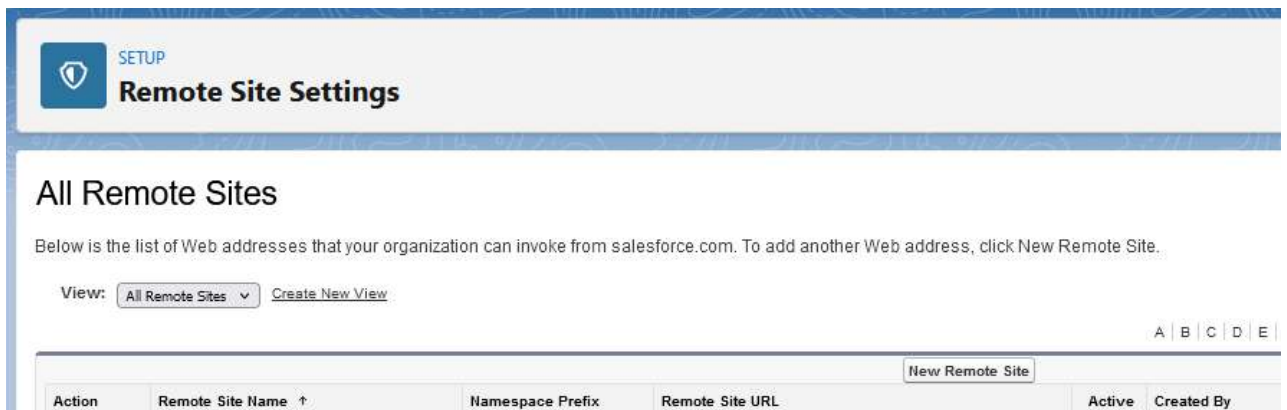 SETUP
Remote Site Settings
All Remote Sites
Below is the list of Web addresses that your organization can invoke from salesforce.com. To add another Web address, click New Remote Site.
View: All Remote Sites Create New View
A | B | C | D | E |
New Remote Site
Action Remote Site Name ↑ Namespace Prefix Remote Site URL Active Created By